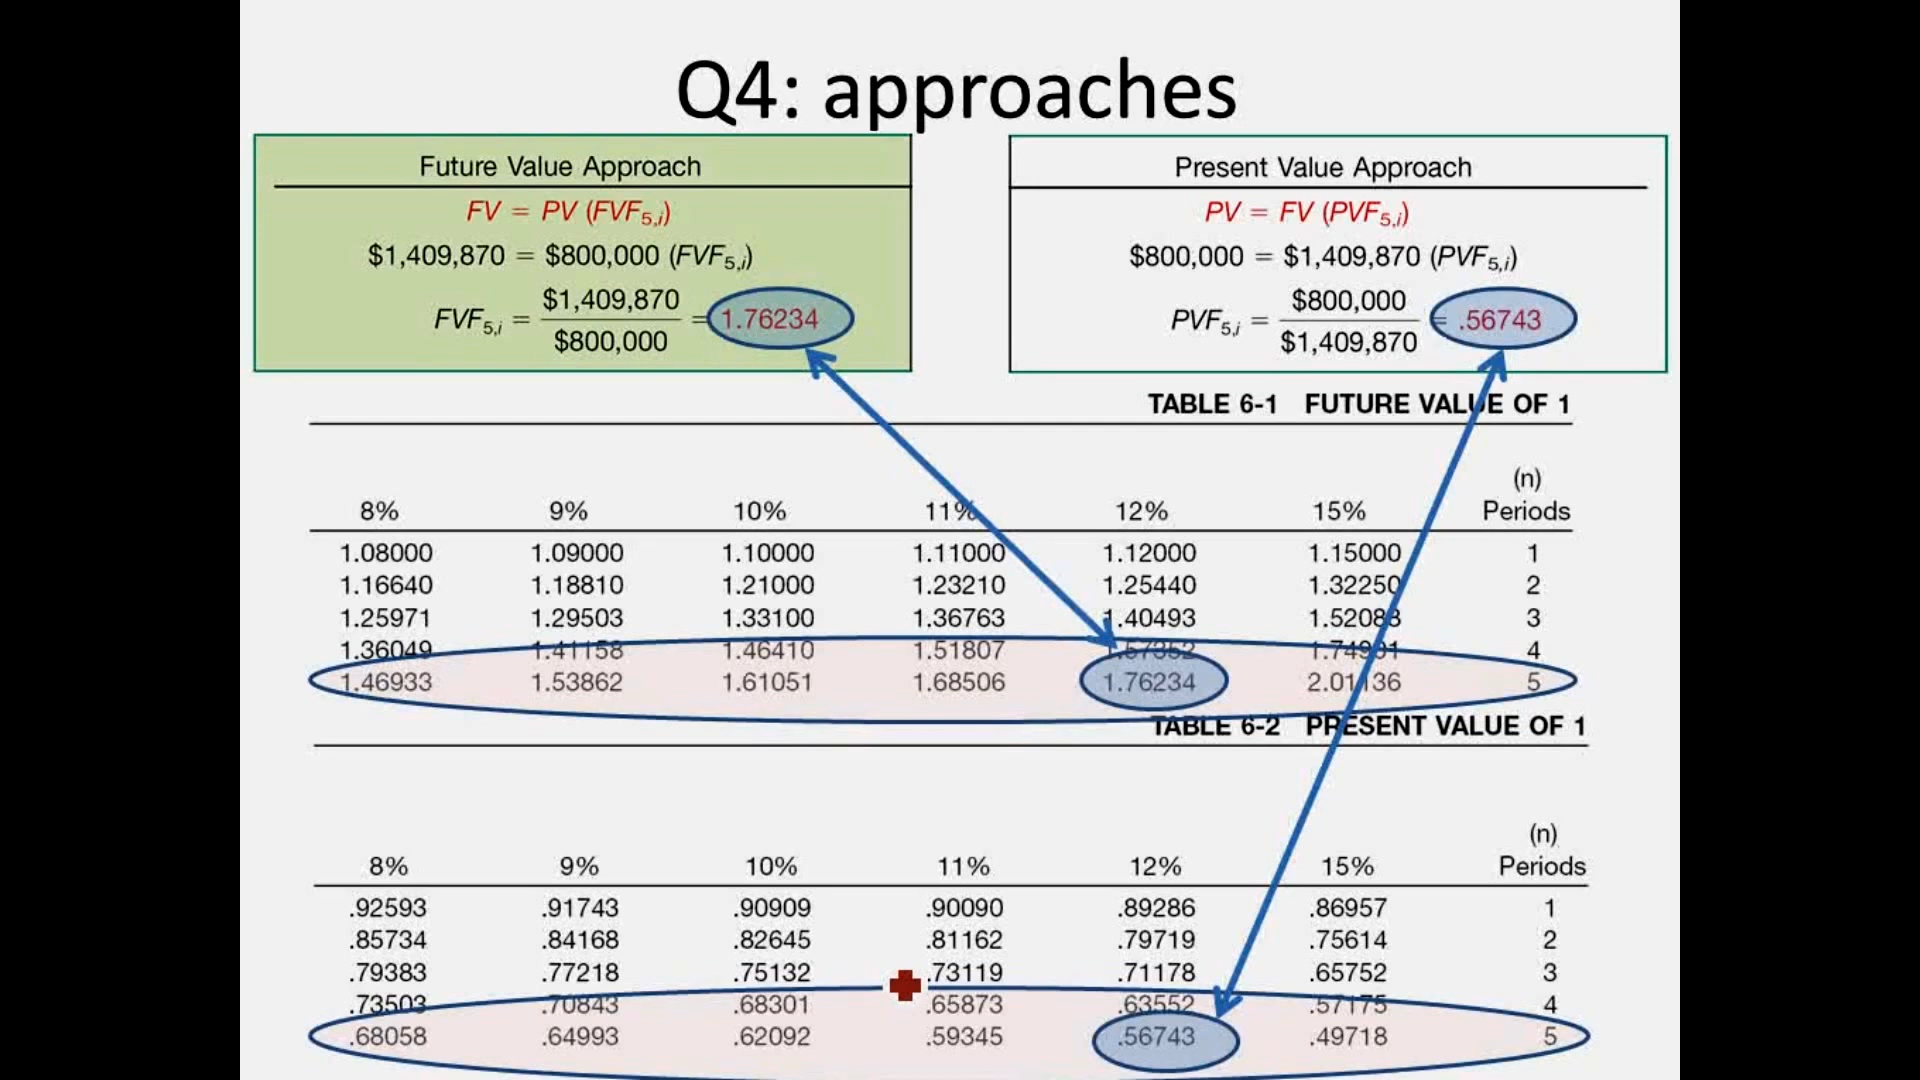 Q4: approaches
Future Value Approach
FV = PV (FVF5,i)
$1,409,870 = $800,000 (FVF5,i)
FVF5,i = $1,409,870 / $800,000 = 1.76234
Present Value Approach
PV = FV (PVF5,i)
$800,000 = $1,409,870 (PVF5,i)
PVF5,i = $800,000 / $1,409,870 = .56743
TABLE 6-1 FUTURE VALUE OF 1
(n)
8% 9% 10% 11% 12% 15% Periods
1.08000 1.09000 1.10000 1.11000 1.12000 1.15000 1
1.16640 1.18810 1.21000 1.23210 1.25440 1.32250 2
1.25971 1.29503 1.33100 1.36763 1.40493 1.52088 3
1.36049 1.41158 1.46410 1.51807 1.57352 1.74901 4
1.46933 1.53862 1.61051 1.68506 1.76234 2.01136 5
TABLE 6-2 PRESENT VALUE OF 1
(n)
8% 9% 10% 11% 12% 15% Periods
.92593 .91743 .90909 .90090 .89286 .86957 1
.85734 .84168 .82645 .81162 .79719 .75614 2
.79383 .77218 .75132 .73119 .71178 .65752 3
.73503 .70843 .68301 .65873 .63552 .57175 4
.68058 .64993 .62092 .59345 .56743 .49718 5